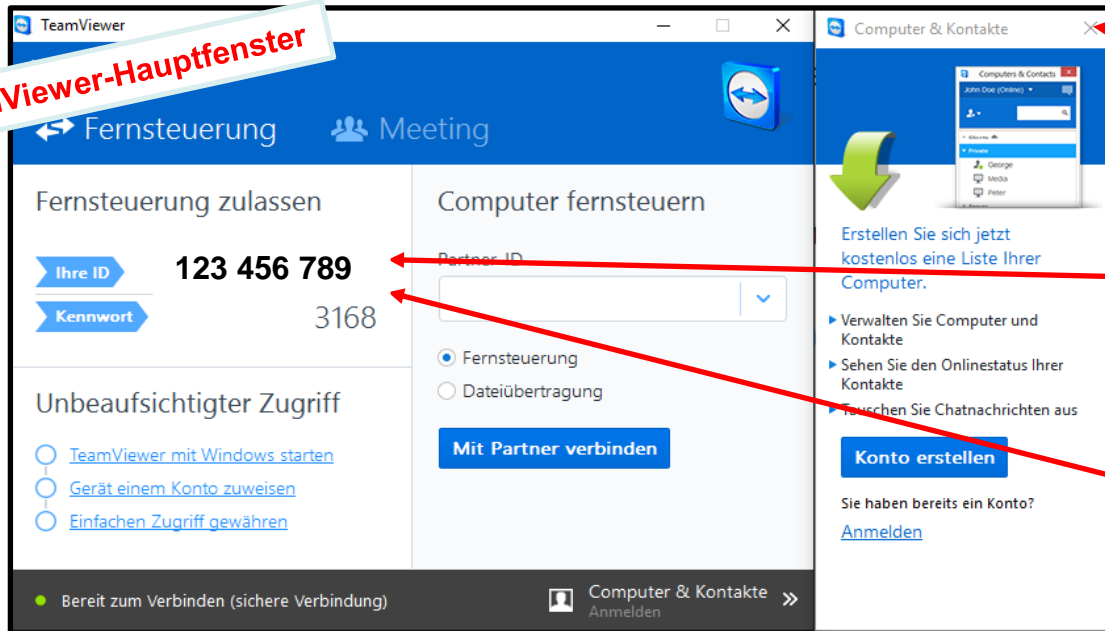 TeamViewer
Viewer-Hauptfenster
Fernsteuerung
Meeting
Fernsteuerung zulassen
Ihre ID
123 456 789
Kennwort
3168
Unbeaufsichtigter Zugriff
TeamViewer mit Windows starten
Gerät einem Konto zuweisen
Einfachen Zugriff gewähren
Computer fernsteuern
Partner-ID
Fernsteuerung
Dateiübertragung
Mit Partner verbinden
Bereit zum Verbinden (sichere Verbindung)
Computer & Kontakte
Anmelden
Computer & Kontakte
Computers & Contacts
John Doe (Online)
Private
George
Media
Peter
Erstellen Sie sich jetzt
kostenlos eine Liste Ihrer
Computer.
Verwalten Sie Computer und
Kontakte
Sehen Sie den Onlinestatus Ihrer
Kontakte
Tauschen Sie Chatnachrichten aus
Konto erstellen
Sie haben bereits ein Konto?
Anmelden